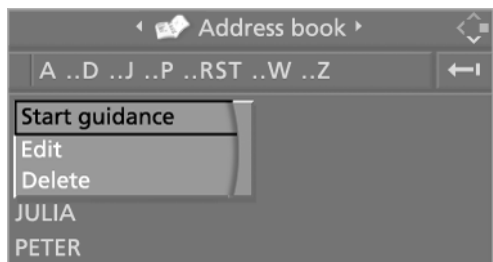 Address book
A ..D ..J ..P ..RST ..W ..Z
Start guidance
Edit
Delete
JULIA
PETER